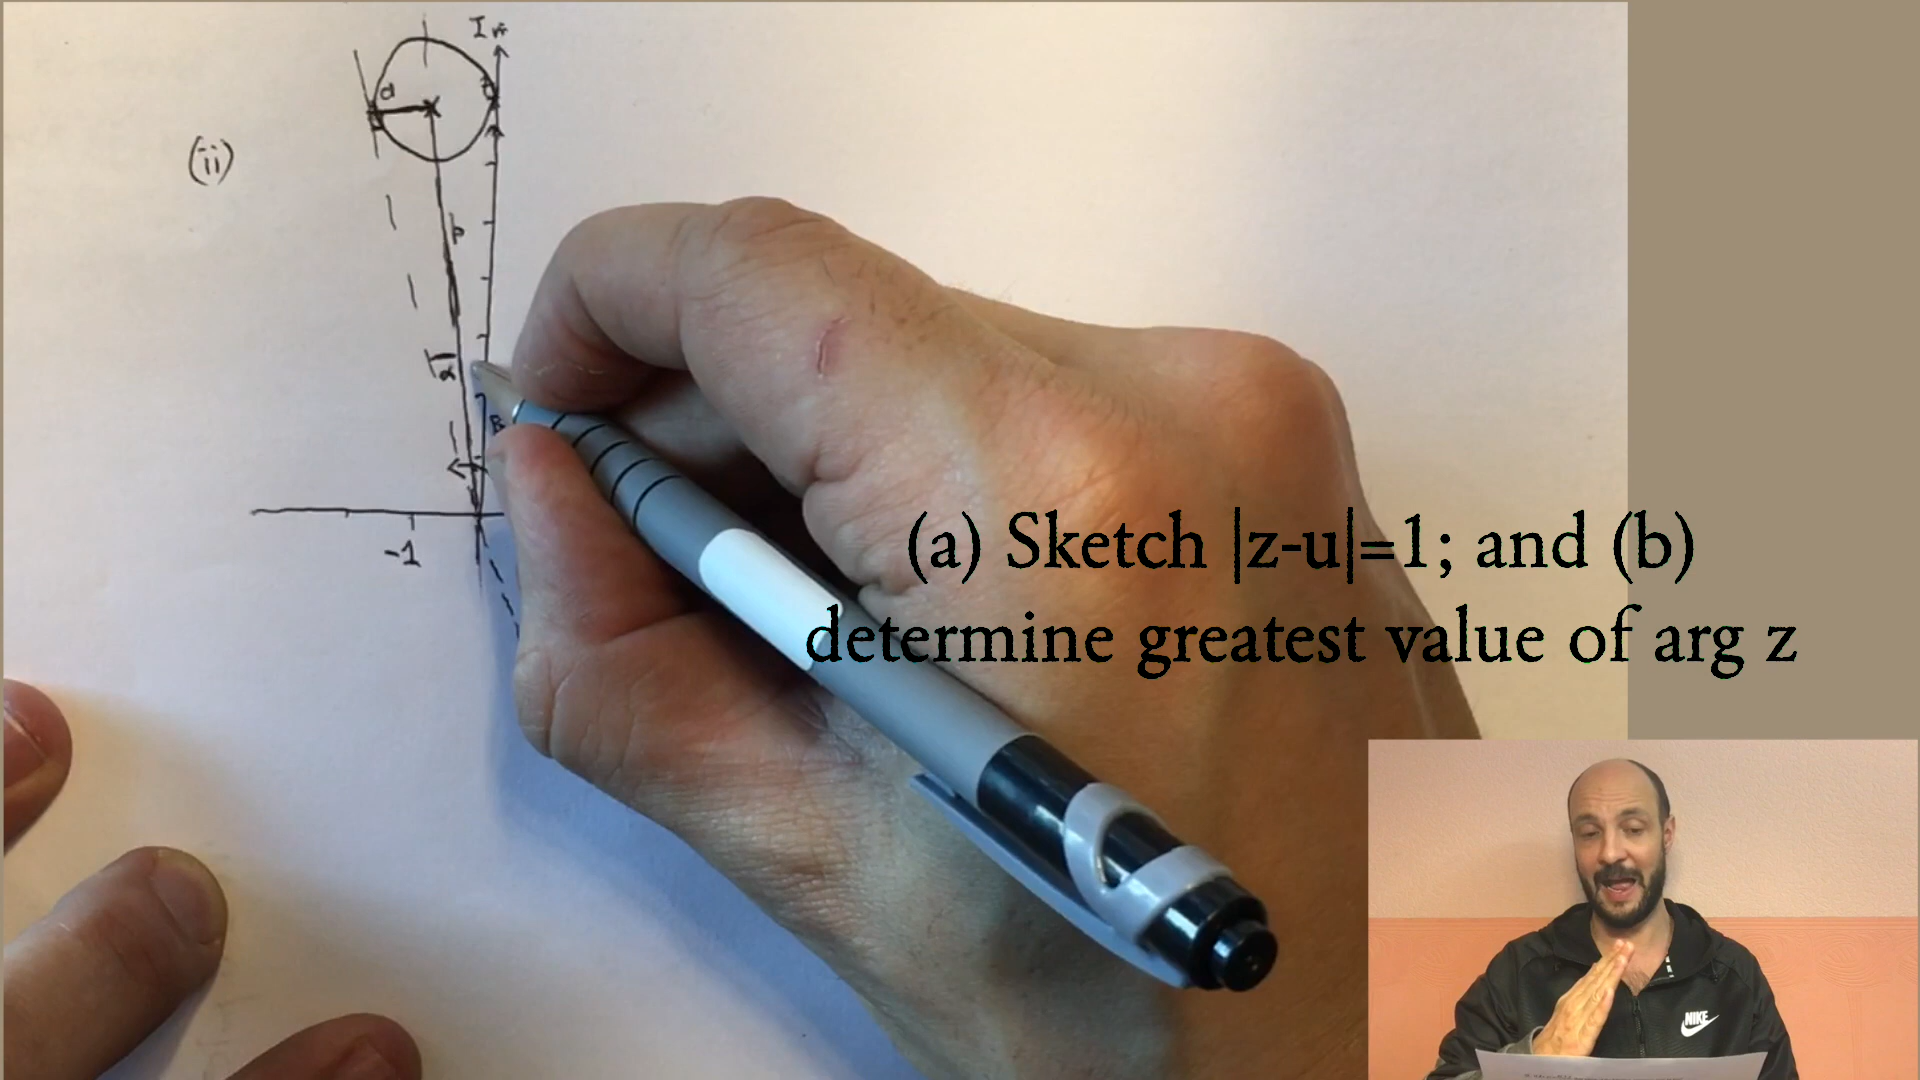 Im
d
(ii)
α
B
-1
(a) Sketch |z-u|=1; and (b)
determine greatest value of arg z
NIKE